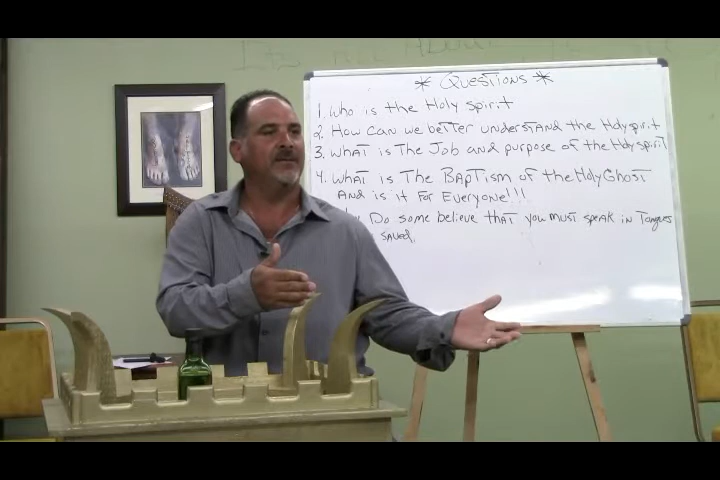 * QUESTIONS *
1. Who is the Holy Spirit
2. How can we better understand the Holy spirit
3. What is The Job and purpose of the Holy spirit
4. What is The Baptism of the Holy Ghost
And is it for Everyone!!!
Do some believe that you must speak in Tongues
saved.